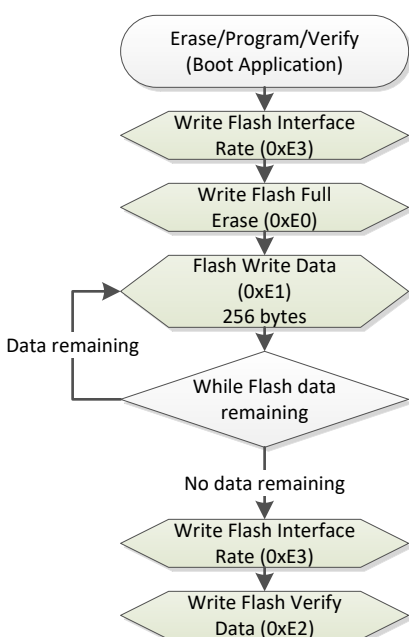 Erase/Program/Verify
(Boot Application)
Write Flash Interface
Rate (0xE3)
Write Flash Full
Erase (0xE0)
Flash Write Data
(0xE1)
256 bytes
Data remaining
While Flash data
remaining
No data remaining
Write Flash Interface
Rate (0xE3)
Write Flash Verify
Data (0xE2)